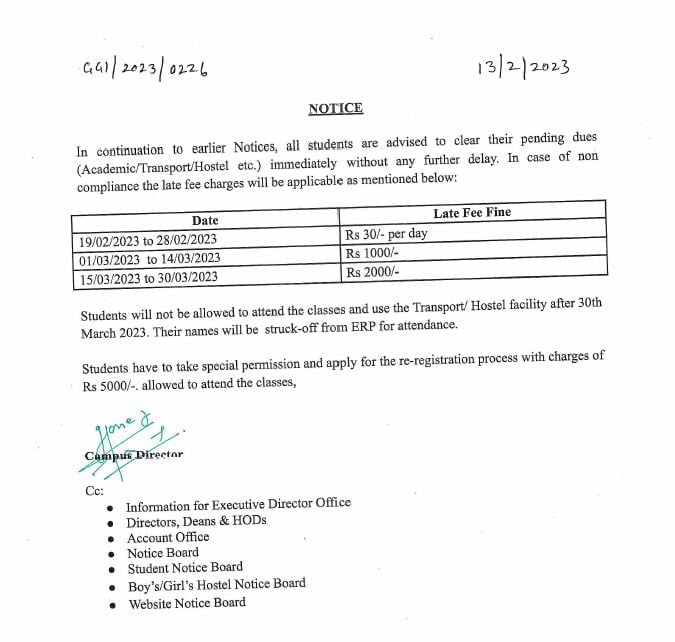 GGI/2023/0226
13/2/2023
NOTICE
In continuation to earlier Notices, all students are advised to clear their pending dues
(Academic/Transport/Hostel etc.) immediately without any further delay. In case of non
compliance the late fee charges will be applicable as mentioned below:
Date Late Fee Fine
19/02/2023 to 28/02/2023 Rs 30/- per day
01/03/2023 to 14/03/2023 Rs 1000/-
15/03/2023 to 30/03/2023 Rs 2000/-
Students will not be allowed to attend the classes and use the Transport/ Hostel facility after 30th
March 2023. Their names will be struck-off from ERP for attendance.
Students have to take special permission and apply for the re-registration process with charges of
Rs 5000/-. allowed to attend the classes,
Campus Director
Cc:
• Information for Executive Director Office
• Directors, Deans & HODs
• Account Office
• Notice Board
• Student Notice Board
• Boy's/Girl's Hostel Notice Board
• Website Notice Board